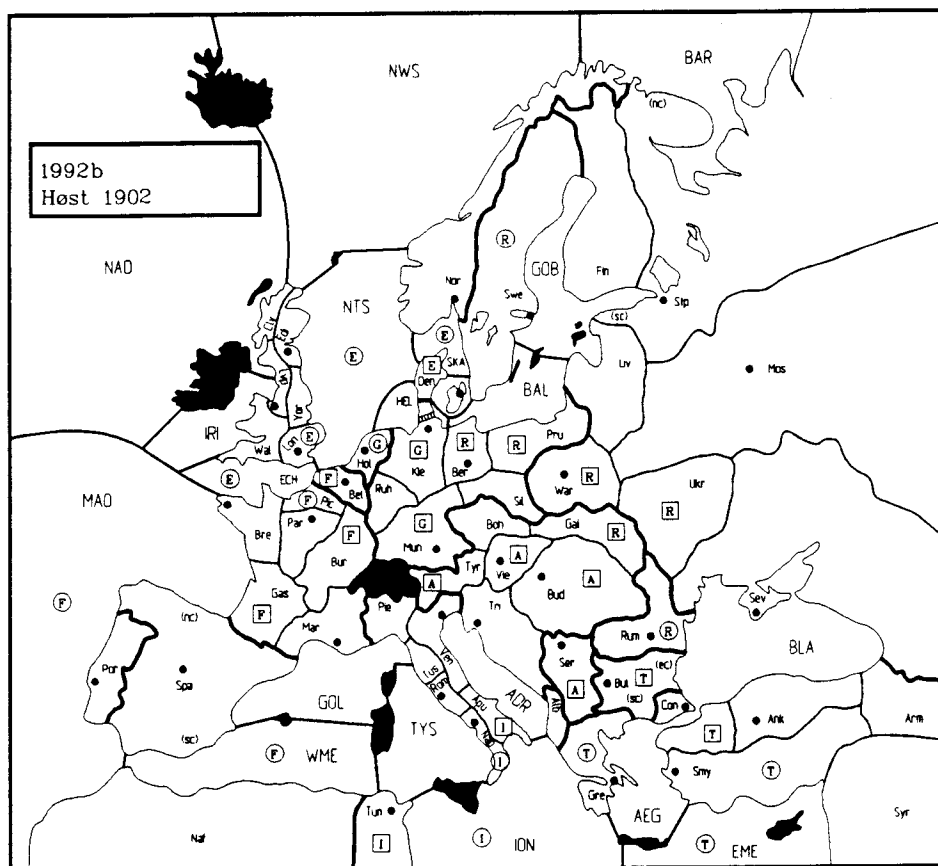 NWS
BAR
(nc)
1992b
Høst 1902
R
NAO
GOB
Fin
Nor
Swe
Stp
NTS
Cly
Ed
(sc)
E
E
SKA
Liv
Mos
E
Den
BAL
HEL
Yor
IRI
E
G
Pru
Wal
Lon
Hol
G
R
R
Kie
Ber
War
R
Ukr
E
ECH
F
Bel
Ruh
MAO
F
Pic
Sil
R
Par
Boh
Gal
R
Bre
F
G
Bur
Mun
A
Vie
Tyr
A
Sev
Gas
A
Bud
F
Pie
Tri
F
Mar
Rum
R
BLA
(nc)
Ven
Ser
(ec)
Por
Spa
Tus
Bul
T
Rom
ADR
A
(sc)
Con
GOL
Alb
Apu
Ank
Arm
TYS
I
T
(sc)
Nap
F
WME
I
T
Smy
T
Gre
AEG
Tun
Syr
Naf
I
I
ION
T
EME